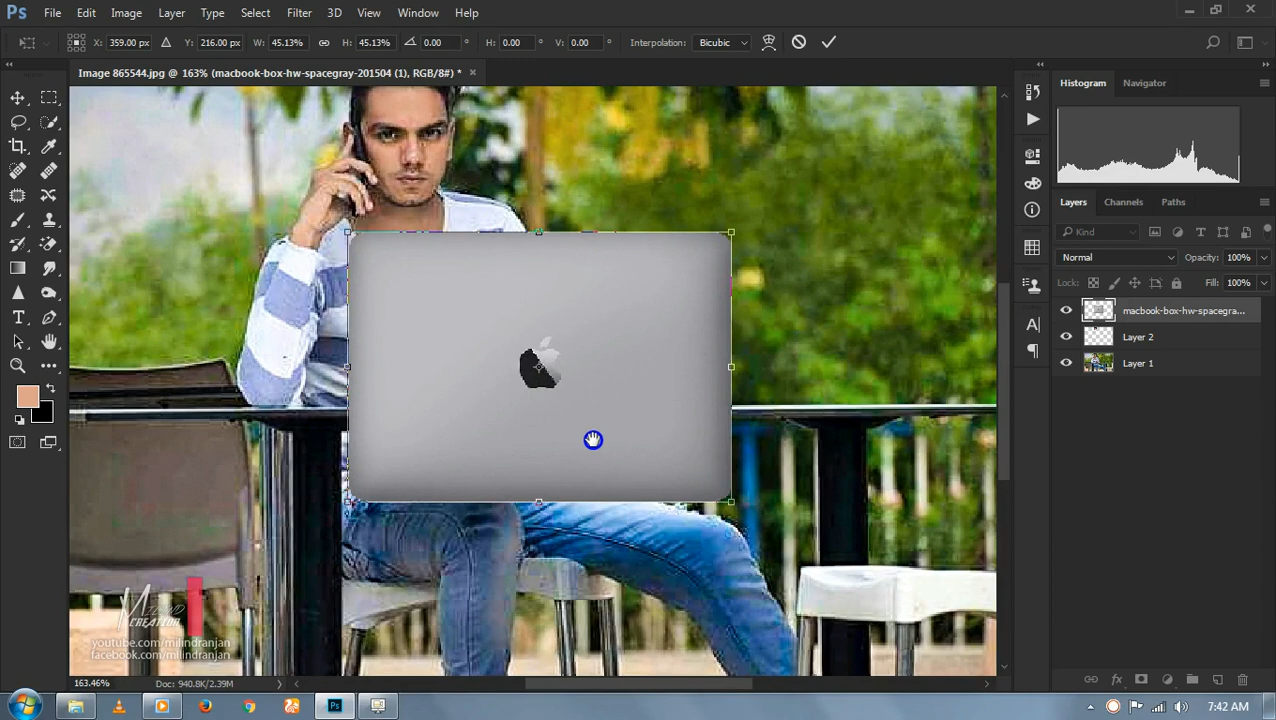 Ps File Edit Image Layer Type Select Filter 3D View Window Help
X: 359.00 px Y: 216.00 px W: 45.13% H: 45.13% 0.00 ° H: 0.00 ° V: 0.00 ° Interpolation: Bicubic
Image 865544.jpg @ 163% (macbook-box-hw-spacegray-201504 (1), RGB/8#) * ×
Histogram Navigator
Layers Channels Paths
Kind
Normal Opacity: 100%
Lock: Fill: 100%
macbook-box-hw-spacegra...
Layer 2
Layer 1
MILIND
CREATION
youtube.com/milindranjan
facebook.com/milindranjan
163.46% Doc: 940.8K/2.39M
Ps 7:42 AM